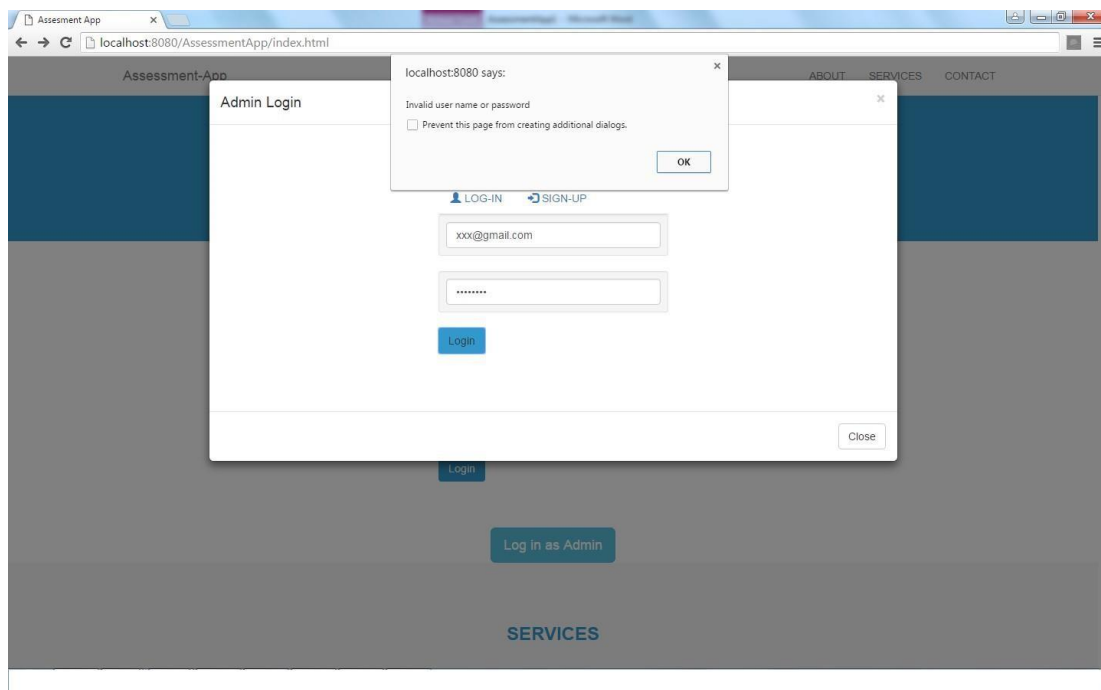 Assesment App
localhost:8080/AssessmentApp/index.html
Assessment-App
ABOUT SERVICES CONTACT
localhost:8080 says:
Invalid user name or password
Prevent this page from creating additional dialogs.
OK
Admin Login
LOG-IN SIGN-UP
xxx@gmail.com
••••••••
Login
Close
Login
Log in as Admin
SERVICES